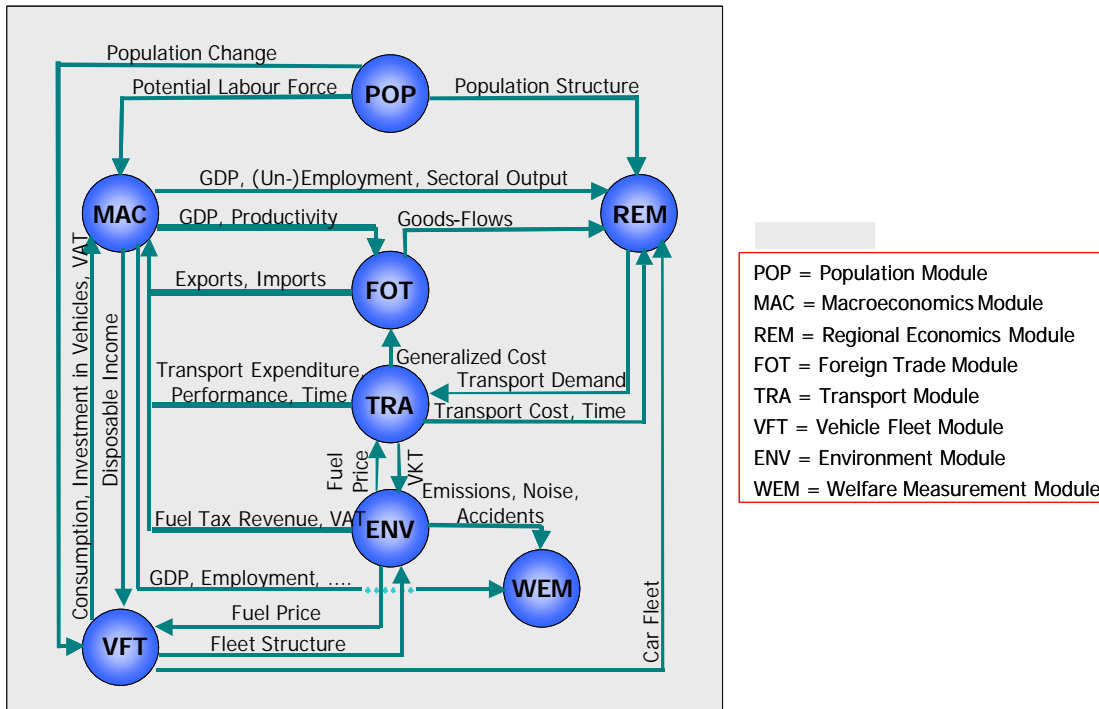 Population Change
Potential Labour Force
POP
Population Structure
GDP, (Un-)Employment, Sectoral Output
MAC
REM
GDP, Productivity
Goods-Flows
Exports, Imports
FOT
Consumption, Investment in Vehicles, VAT
Disposable Income
Generalized Cost
Transport Expenditure,
Performance, Time
Transport Demand
TRA
Transport Cost, Time
Fuel
Price
VKT
Emissions, Noise,
Accidents
Fuel Tax Revenue, VAT
ENV
GDP, Employment, ....
WEM
Fuel Price
VFT
Fleet Structure
Car Fleet
POP = Population Module
MAC = Macroeconomics Module
REM = Regional Economics Module
FOT = Foreign Trade Module
TRA = Transport Module
VFT = Vehicle Fleet Module
ENV = Environment Module
WEM = Welfare Measurement Module